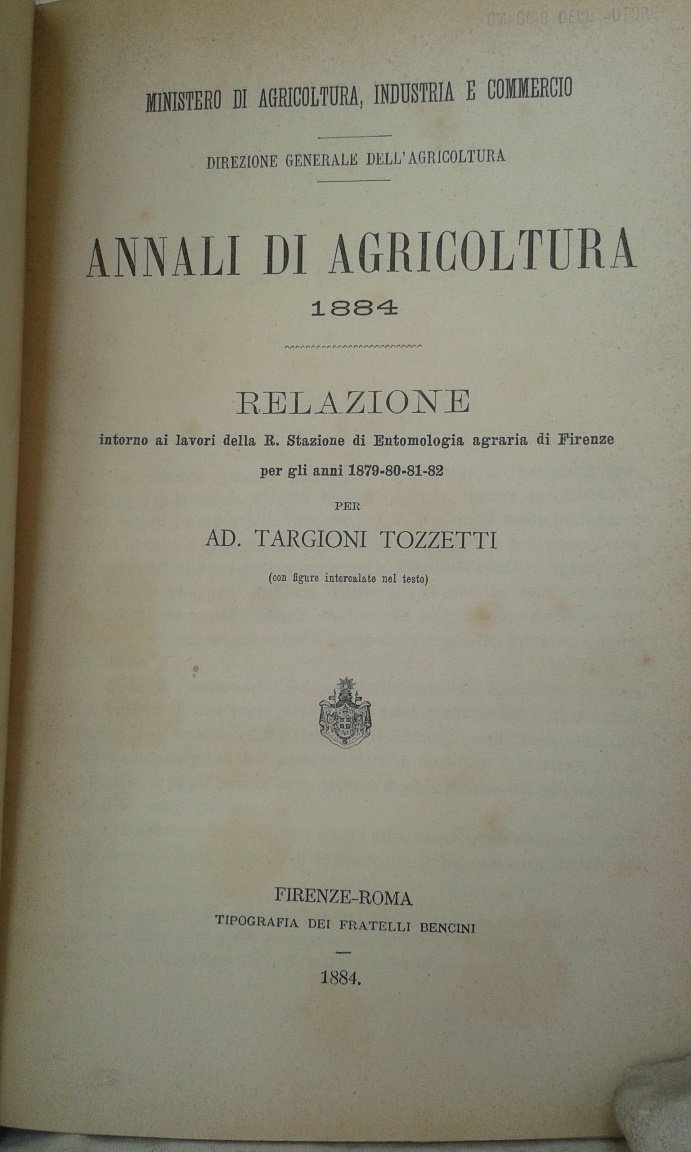 MINISTERO DI AGRICOLTURA, INDUSTRIA E COMMERCIO
DIREZIONE GENERALE DELL'AGRICOLTURA
ANNALI DI AGRICOLTURA
1884
RELAZIONE
intorno ai lavori della R. Stazione di Entomologia agraria di Firenze
per gli anni 1879-80-81-82
PER
AD. TARGIONI TOZZETTI
(con figure intercalate nel testo)
FIRENZE-ROMA
TIPOGRAFIA DEI FRATELLI BENCINI
1884.